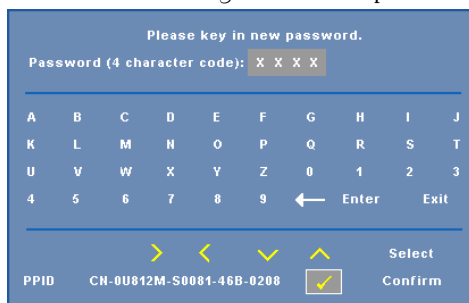 Please key in new password.
Password (4 character code): X X X X
A B C D E F G H I J
K L M N O P Q R S T
U V W X Y Z 0 1 2 3
4 5 6 7 8 9 Enter Exit
Select
PPID CN-0U812M-S0081-46B-0208 Confirm